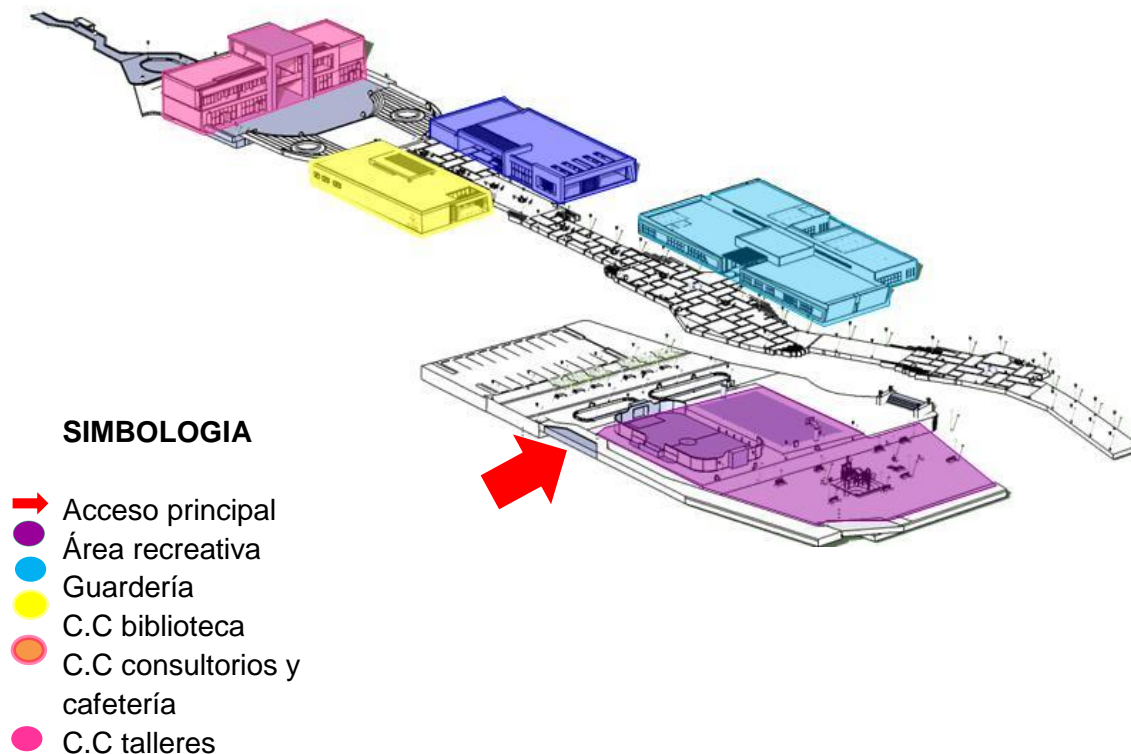 SIMBOLOGIA
Acceso principal
Área recreativa
Guardería
C.C biblioteca
C.C consultorios y
cafetería
C.C talleres